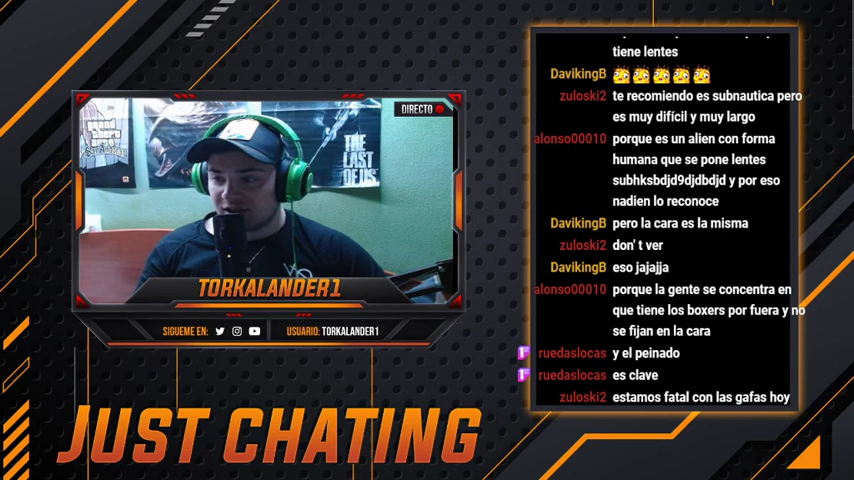 DIRECTO
grand
theft
auto
THE
LAST
OF US
TORKALANDER1
SIGUEME EN:
USUARIO: TORKALANDER1
JUST CHATING
tiene lentes
DavikingB
zuloski2 te recomiendo es subnautica pero
es muy difícil y muy largo
alonso00010 porque es un alien con forma
humana que se pone lentes
subhksbdjd9djdbdjd y por eso
nadien lo reconoce
DavikingB pero la cara es la misma
zuloski2 don' t ver
DavikingB eso jajajja
alonso00010 porque la gente se concentra en
que tiene los boxers por fuera y no
se fijan en la cara
ruedaslocas y el peinado
ruedaslocas es clave
zuloski2 estamos fatal con las gafas hoy